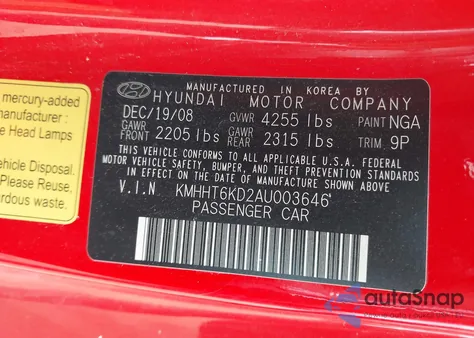 mercury-added
manufacturer :
e Head Lamps
Vehicle Disposal.
Please Reuse,
ardous waste.
MANUFACTURED IN KOREA BY
HYUNDAI MOTOR COMPANY
DEC/19/08 GVWR 4255 lbs PAINT NGA
GAWR FRONT 2205 lbs GAWR REAR 2315 lbs TRIM 9P
THIS VEHICLE CONFORMS TO ALL APPLICABLE U.S.A. FEDERAL
MOTOR VEHICLE SAFETY, BUMPER, AND THEFT PREVENTION
STANDARDS IN EFFECT ON THE DATE OF MANUFACTURE
SHOWN ABOVE.
V.I.N KMHHT6KD2AU003646
PASSENGER CAR
autoSnap